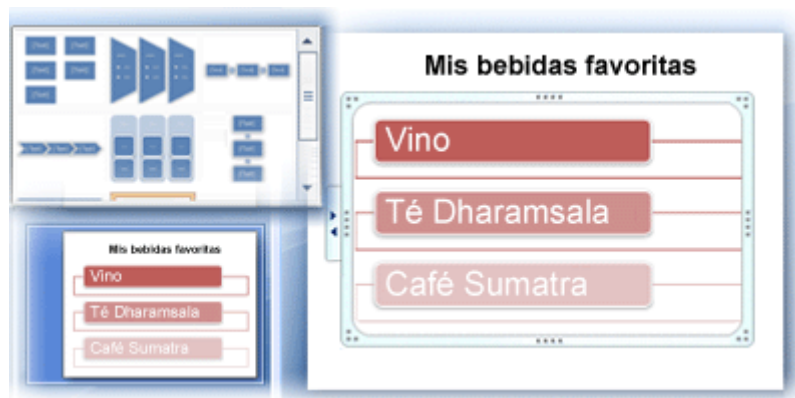 Mis bebidas favoritas
Vino
Té Dharamsala
Café Sumatra
Mis bebidas favoritas
Vino
Té Dharamsala
Café Sumatra